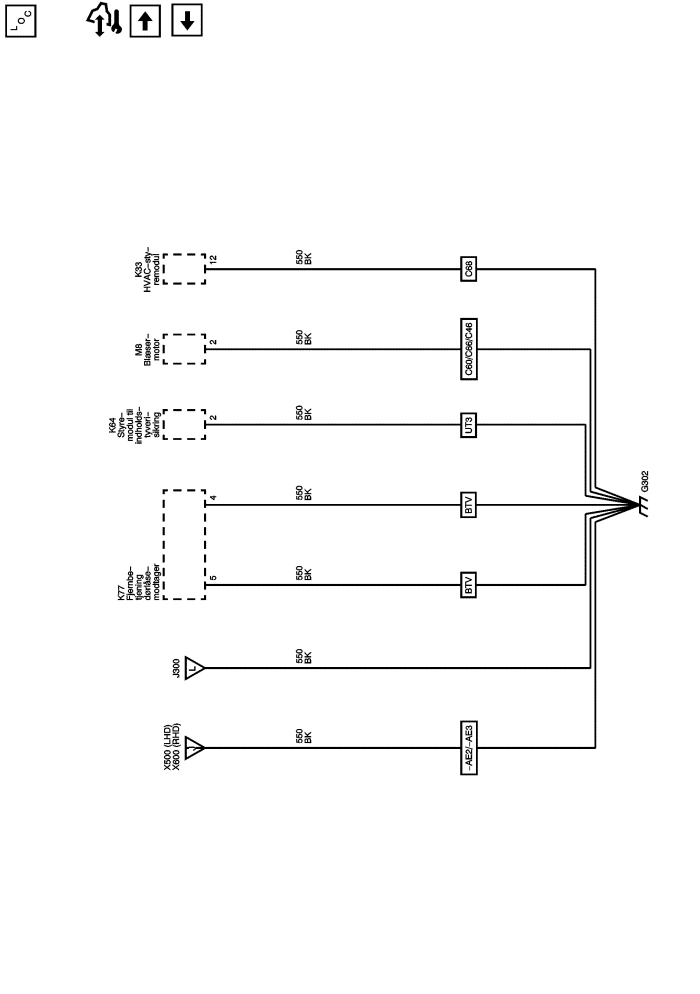 LOC
K33
HVAC-sty-
remodul
12
550
BK
C68
M8
Blæser-
motor
2
550
BK
C60/C66/C46
K64
Styre-
modul til
indholds-
tyveri-
sikring
2
550
BK
UT3
K77
Fjernbe-
tjening
dørlåse-
modtager
4
550
BK
BTV
5
550
BK
BTV
J300
L
550
BK
X500 (LHD)
X600 (RHD)
550
BK
-AE2/-AE3
G302